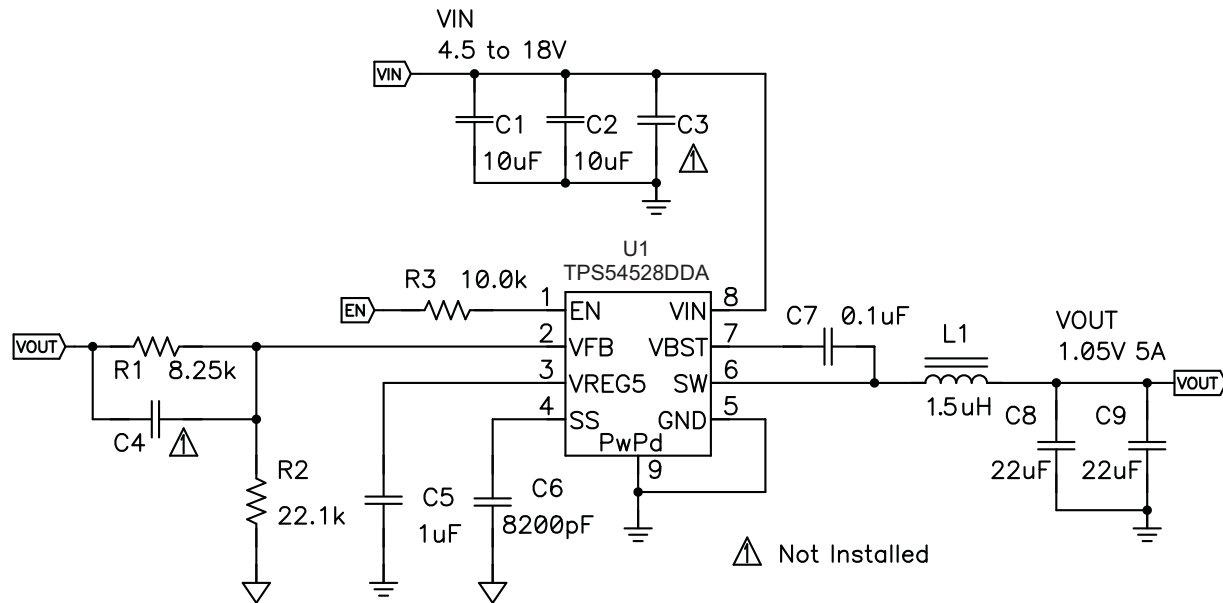 VIN
4.5 to 18V
VIN
C1
C2
C3
10uF
10uF
1
U1
TPS54528DDA
R3 10.0k
EN
1
EN
VIN
8
C7 0.1uF
VOUT
2
VFB
VBST
7
L1
VOUT
1.05V 5A
R1 8.25k
3
VREG5
SW
6
VOUT
1.5uH
4
SS
GND
5
C8
C9
C4
1
PwPd
9
R2
22.1k
C5
1uF
C6
8200pF
22uF
22uF
1 Not Installed